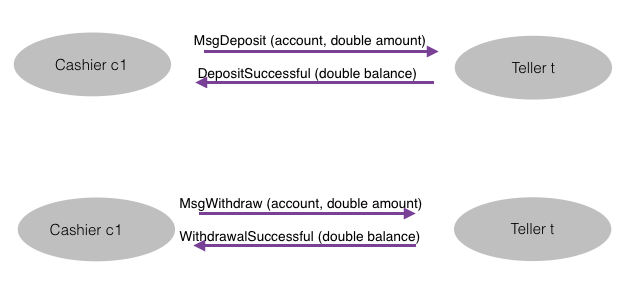 MsgDeposit (account, double amount)
Cashier c1
DepositSuccessful (double balance)
Teller t
MsgWithdraw (account, double amount)
Cashier c1
WithdrawalSuccessful (double balance)
Teller t